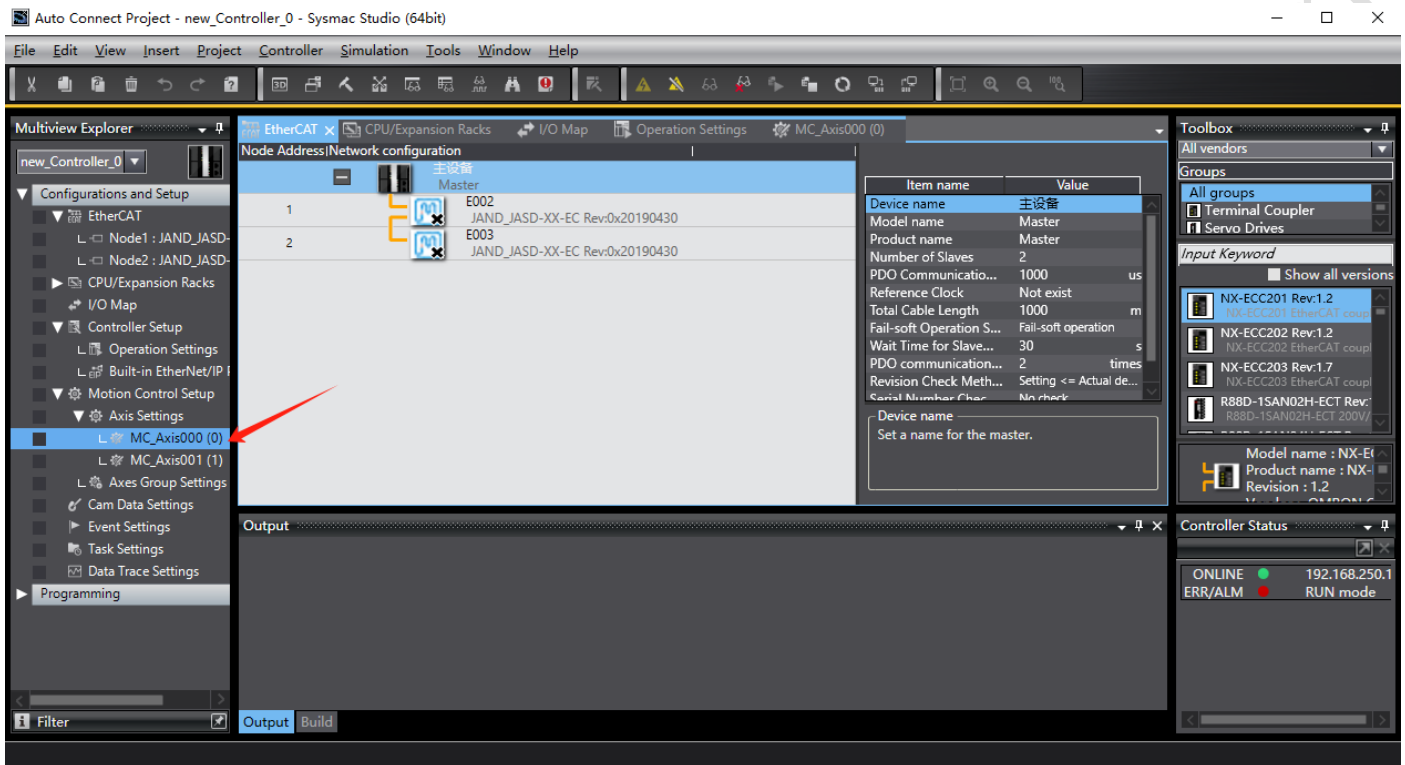 Auto Connect Project - new_Controller_0 - Sysmac Studio (64bit)
File Edit View Insert Project Controller Simulation Tools Window Help
Multiview Explorer
new_Controller_0
Configurations and Setup
EtherCAT
Node1 : JAND_JASD-
Node2 : JAND_JASD-
CPU/Expansion Racks
I/O Map
Controller Setup
Operation Settings
Built-in EtherNet/IP
Motion Control Setup
Axis Settings
MC_Axis000 (0)
MC_Axis001 (1)
Axes Group Settings
Cam Data Settings
Event Settings
Task Settings
Data Trace Settings
Programming
Filter
EtherCAT CPU/Expansion Racks I/O Map Operation Settings MC_Axis000 (0)
Node Address|Network configuration
主设备
Master
1
E002
JAND_JASD-XX-EC Rev:0x20190430
2
E003
JAND_JASD-XX-EC Rev:0x20190430
Item name Value
Device name 主设备
Model name Master
Product name Master
Number of Slaves 2
PDO Communicatio... 1000 us
Reference Clock Not exist
Total Cable Length 1000 m
Fail-soft Operation S... Fail-soft operation
Wait Time for Slave... 30 s
PDO communication... 2 times
Revision Check Meth... Setting <= Actual de...
Serial Number Chec No check
Device name
Set a name for the master.
Output
Output Build
Toolbox
All vendors
Groups
All groups
Terminal Coupler
Servo Drives
Input Keyword
Show all versions
NX-ECC201 Rev:1.2
NX-ECC201 EtherCAT coupl
NX-ECC202 Rev:1.2
NX-ECC202 EtherCAT coupl
NX-ECC203 Rev:1.7
NX-ECC203 EtherCAT coupl
R88D-1SAN02H-ECT Rev:
R88D-1SAN02H-ECT 200V/
Model name : NX-E
Product name : NX-
Revision : 1.2
Controller Status
ONLINE 192.168.250.1
ERR/ALM RUN mode